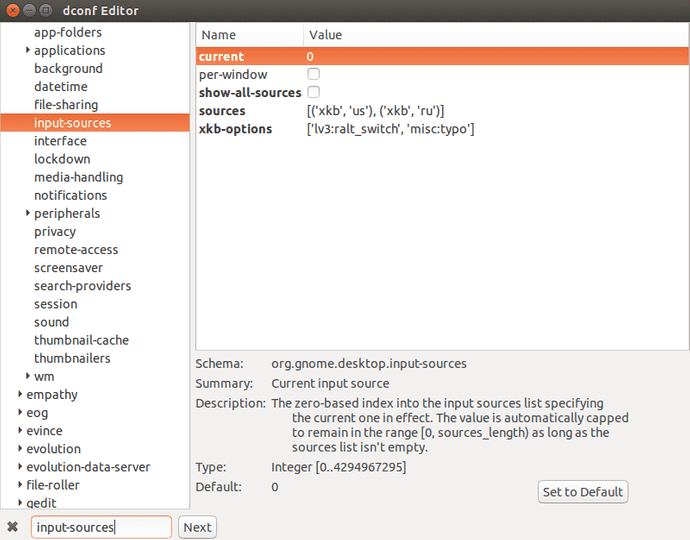 dconf Editor
app-folders
applications
background
datetime
file-sharing
input-sources
interface
lockdown
media-handling
notifications
peripherals
privacy
remote-access
screensaver
search-providers
session
sound
thumbnail-cache
thumbnailers
wm
empathy
eog
evince
evolution
evolution-data-server
file-roller
gedit
Name Value
current 0
per-window
show-all-sources
sources [('xkb', 'us'), ('xkb', 'ru')]
xkb-options ['lv3:ralt_switch', 'misc:typo']
Schema: org.gnome.desktop.input-sources
Summary: Current input source
Description: The zero-based index into the input sources list specifying
the current one in effect. The value is automatically capped
to remain in the range [0, sources_length) as long as the
sources list isn't empty.
Type: Integer [0..4294967295]
Default: 0
Set to Default
input-sources Next